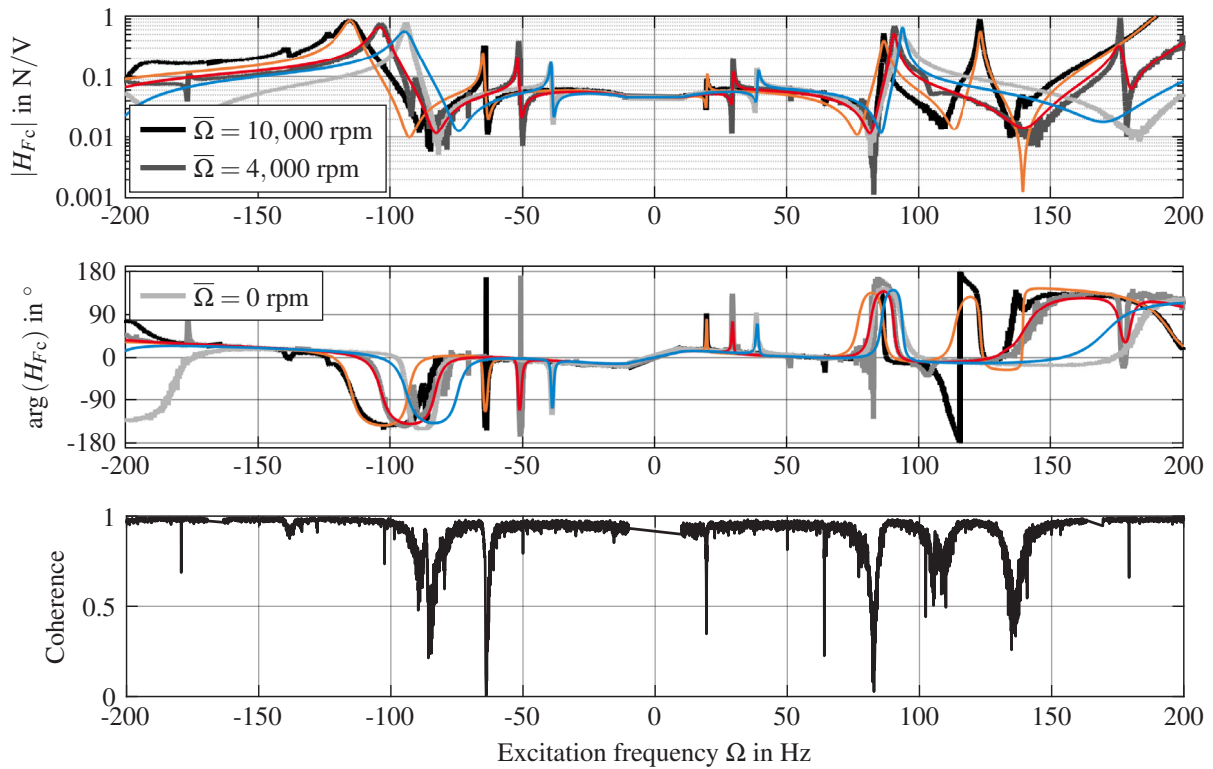 |H_Fc| in N/V
1
0.1
0.01
0.001
Ω̅ = 10,000 rpm
Ω̅ = 4,000 rpm
-200 -150 -100 -50 0 50 100 150 200
arg(H_Fc) in °
180
90
0
-90
-180
Ω̅ = 0 rpm
-200 -150 -100 -50 0 50 100 150 200
Coherence
1
0.5
0
-200 -150 -100 -50 0 50 100 150 200
Excitation frequency Ω in Hz